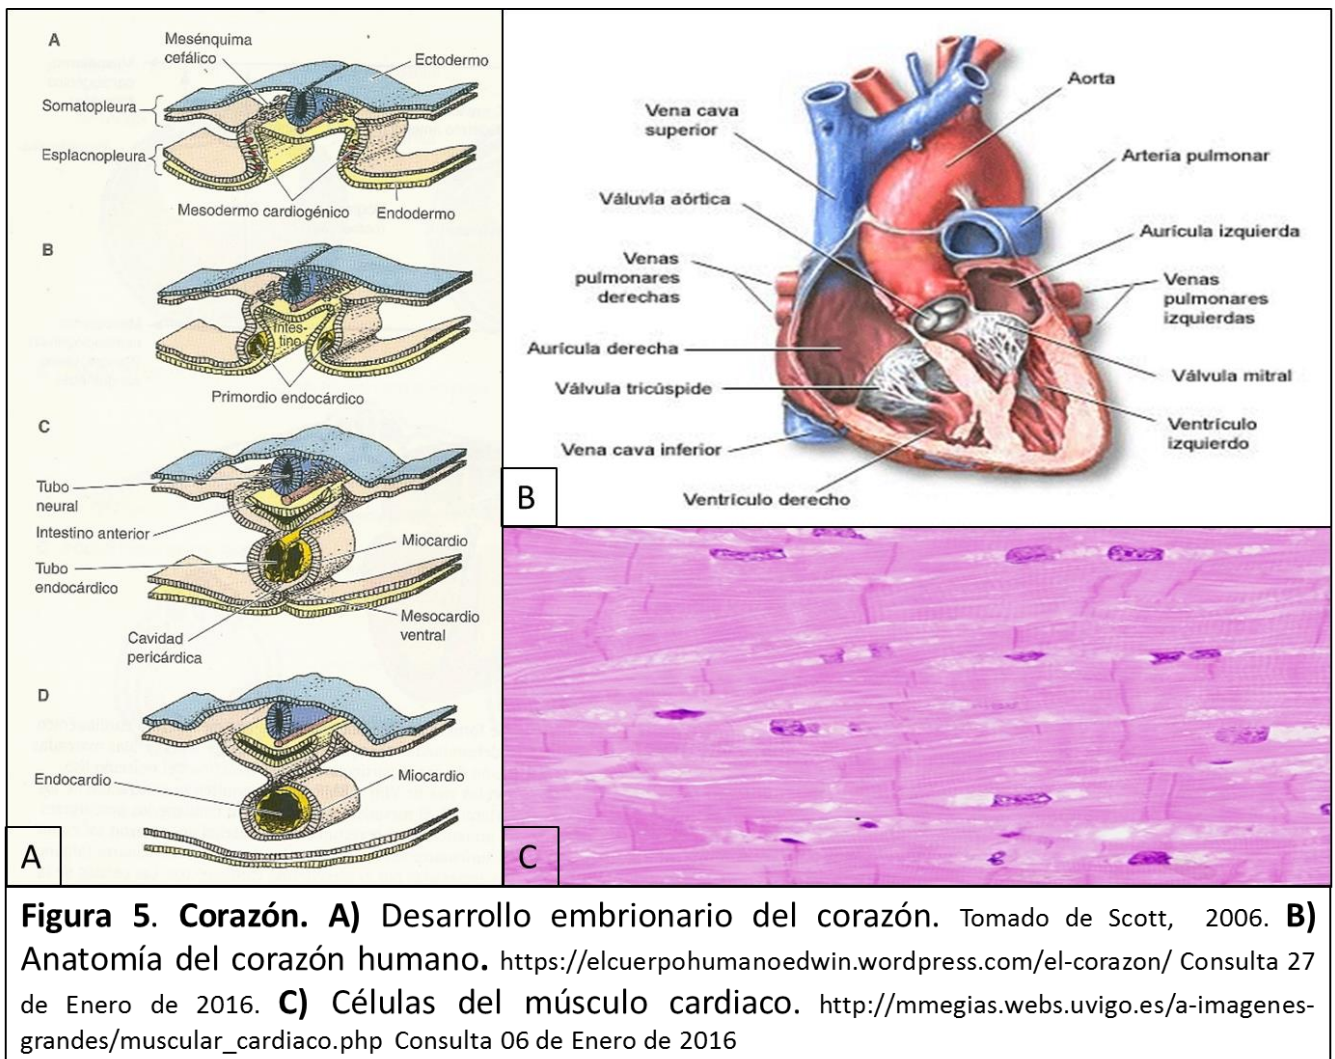 A
Mesénquima
cefálico
Ectodermo
Somatopleura
Esplacnopleura
Mesodermo cardiogénico
Endodermo
B
Intes-
tino
Primordio endocárdico
C
Tubo
neural
Intestino anterior
Miocardio
Tubo
endocárdico
Mesocardio
ventral
Cavidad
pericárdica
D
Endocardio
Miocardio
A
Aorta
Vena cava
superior
Arteria pulmonar
Váluvla aórtica
Aurícula izquierda
Venas
pulmonares
derechas
Venas
pulmonares
izquierdas
Aurícula derecha
Válvula mitral
Válvula tricúspide
Ventrículo
izquierdo
Vena cava inferior
Ventrículo derecho
B
C
Figura 5. Corazón. A) Desarrollo embrionario del corazón. Tomado de Scott, 2006. B)
Anatomía del corazón humano. https://elcuerpohumanoedwin.wordpress.com/el-corazon/ Consulta 27
de Enero de 2016. C) Células del músculo cardiaco. http://mmegias.webs.uvigo.es/a-imagenes-
grandes/muscular_cardiaco.php Consulta 06 de Enero de 2016